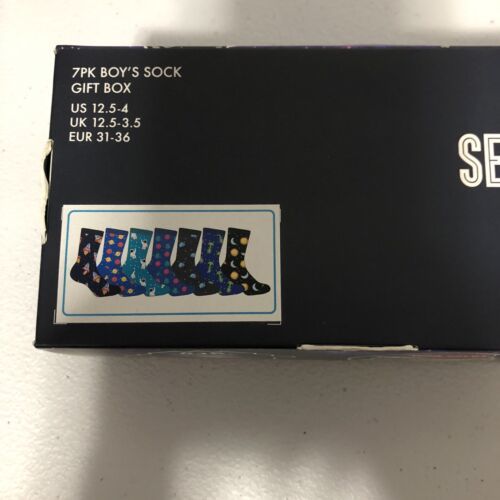 7PK BOY'S SOCK
GIFT BOX
US 12.5-4
UK 12.5-3.5
EUR 31-36
SE